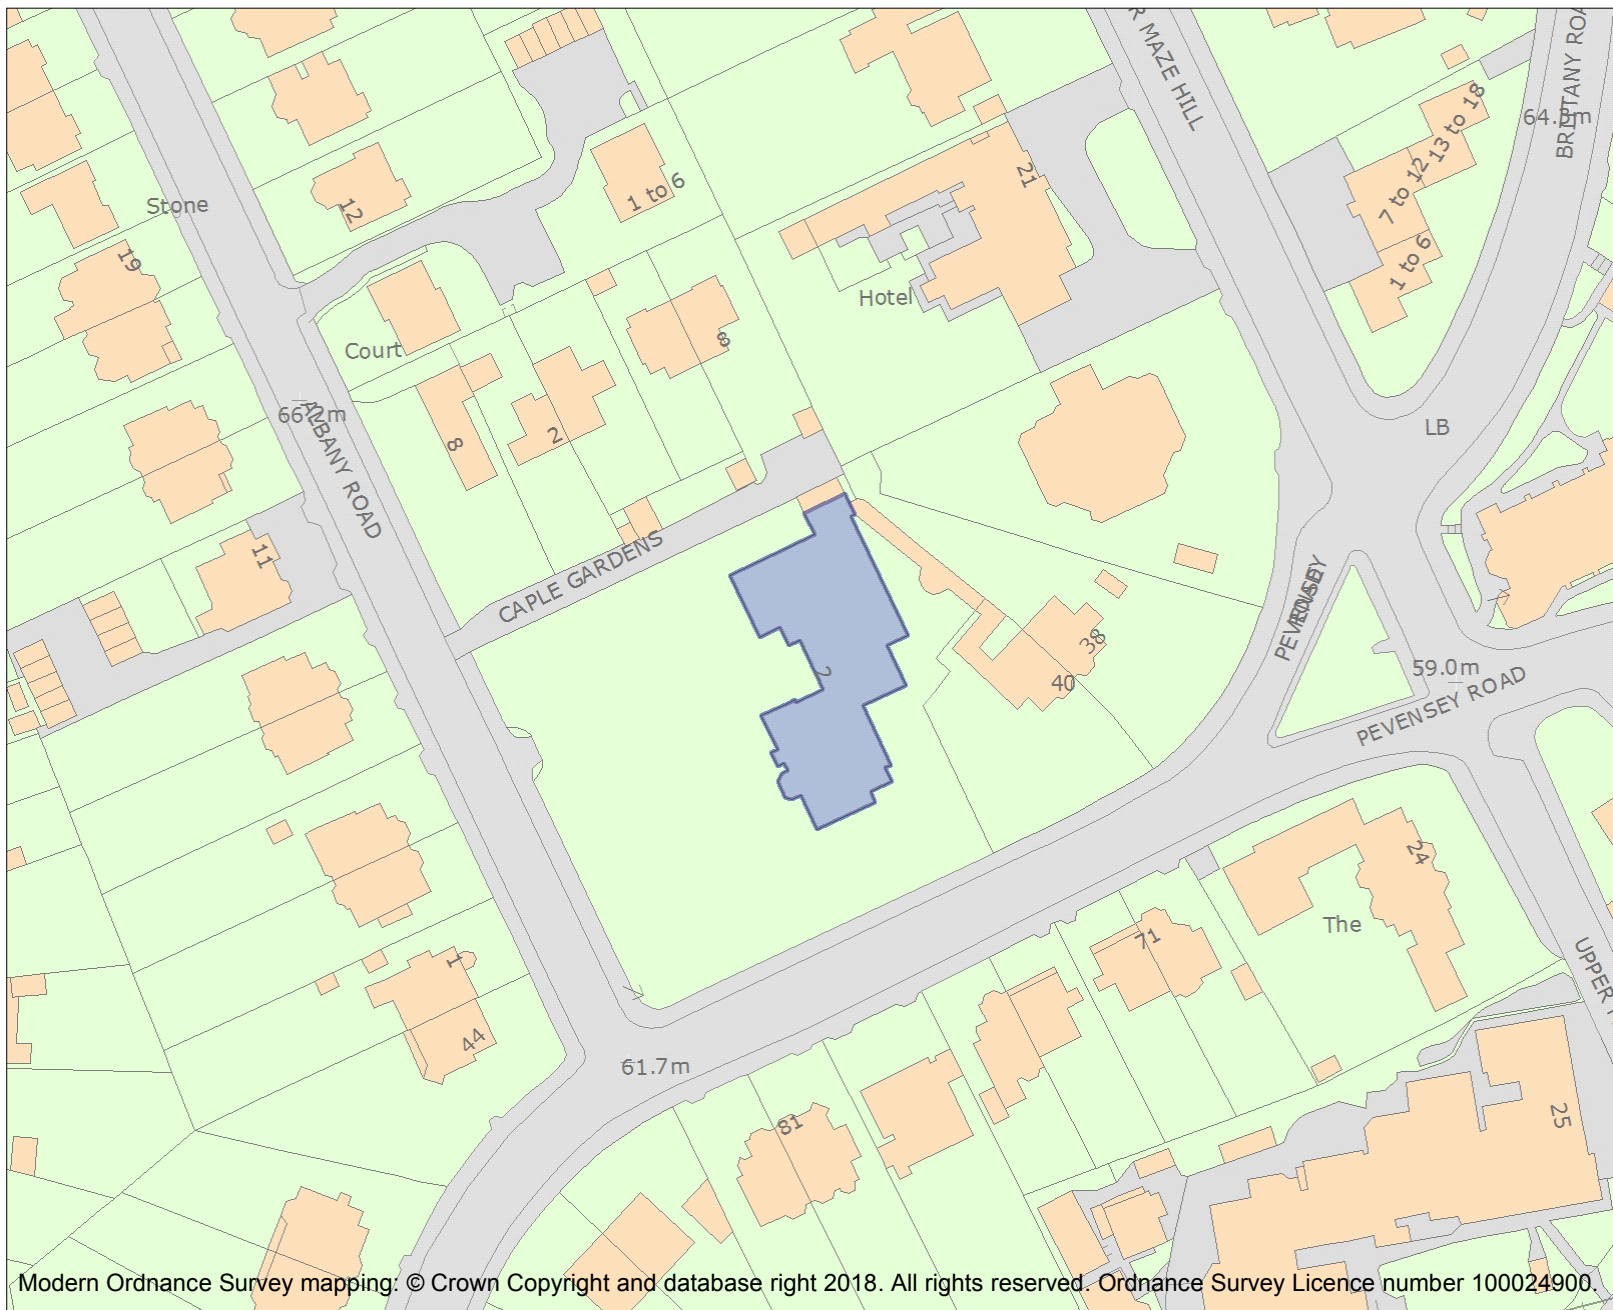 R MAZE HILL
BRITTANY ROA
64.3m
13 to 18
7 to 12
1 to 6
21
1 to 6
12
Stone
19
Hotel
8
Court
66.2m
ALBANY ROAD
8
2
LB
11
CAPLE GARDENS
PEVENSEY
38
40
2
59.0m
PEVENSEY ROAD
24
The
71
1
44
UPPER
61.7m
81
25
Modern Ordnance Survey mapping: © Crown Copyright and database right 2018. All rights reserved. Ordnance Survey Licence number 100024900.